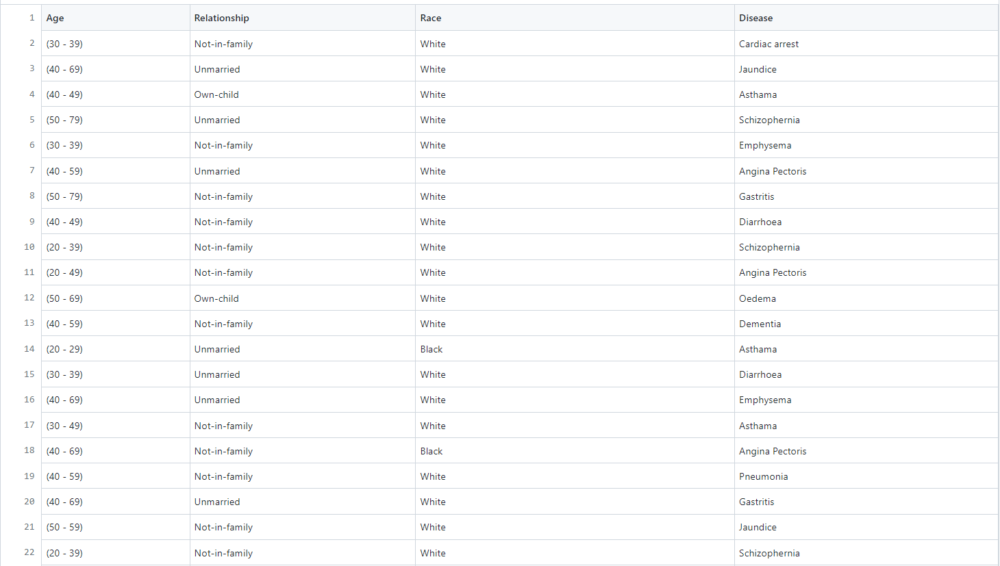 1 Age Relationship Race Disease
2 (30 - 39) Not-in-family White Cardiac arrest
3 (40 - 69) Unmarried White Jaundice
4 (40 - 49) Own-child White Asthama
5 (50 - 79) Unmarried White Schizophernia
6 (30 - 39) Not-in-family White Emphysema
7 (40 - 59) Unmarried White Angina Pectoris
8 (50 - 79) Not-in-family White Gastritis
9 (40 - 49) Not-in-family White Diarrhoea
10 (20 - 39) Not-in-family White Schizophernia
11 (20 - 49) Not-in-family White Angina Pectoris
12 (50 - 69) Own-child White Oedema
13 (40 - 59) Not-in-family White Dementia
14 (20 - 29) Unmarried Black Asthama
15 (30 - 39) Unmarried White Diarrhoea
16 (40 - 69) Unmarried White Emphysema
17 (30 - 49) Not-in-family White Asthama
18 (40 - 69) Not-in-family Black Angina Pectoris
19 (40 - 59) Not-in-family White Pneumonia
20 (40 - 69) Unmarried White Gastritis
21 (50 - 59) Not-in-family White Jaundice
22 (20 - 39) Not-in-family White Schizophernia